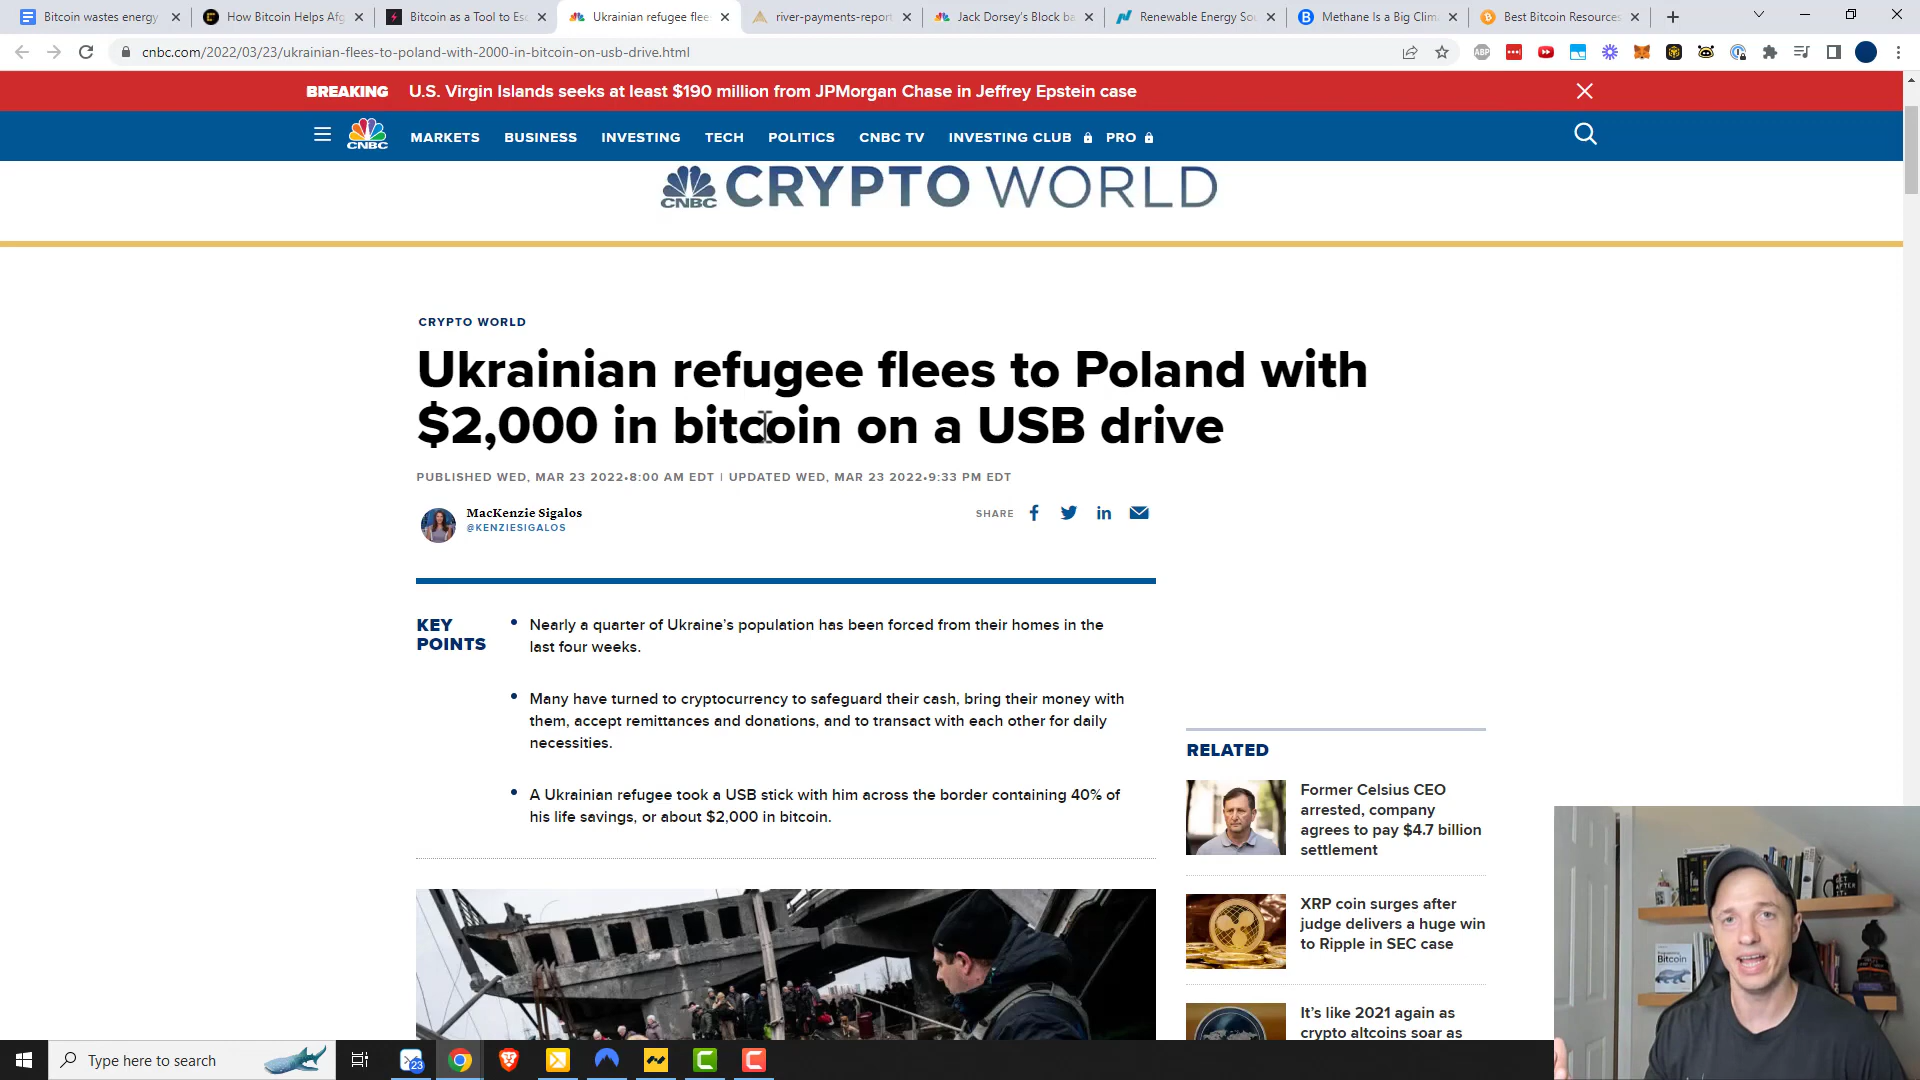 Bitcoin wastes energy
How Bitcoin Helps Afg
Bitcoin as a Tool to Esc
Ukrainian refugee flee
river-payments-report
Jack Dorsey's Block ba
Renewable Energy Sou
Methane Is a Big Clima
Best Bitcoin Resources
cnbc.com/2022/03/23/ukrainian-flees-to-poland-with-2000-in-bitcoin-on-usb-drive.html
ABP
BREAKING U.S. Virgin Islands seeks at least $190 million from JPMorgan Chase in Jeffrey Epstein case
CNBC
MARKETS BUSINESS INVESTING TECH POLITICS CNBC TV INVESTING CLUB PRO
CNBC CRYPTO WORLD
CRYPTO WORLD
Ukrainian refugee flees to Poland with
$2,000 in bitcoin on a USB drive
PUBLISHED WED, MAR 23 2022•8:00 AM EDT | UPDATED WED, MAR 23 2022•9:33 PM EDT
MacKenzie Sigalos
@KENZIESIGALOS
SHARE
KEY
POINTS
Nearly a quarter of Ukraine's population has been forced from their homes in the
last four weeks.
Many have turned to cryptocurrency to safeguard their cash, bring their money with
them, accept remittances and donations, and to transact with each other for daily
necessities.
A Ukrainian refugee took a USB stick with him across the border containing 40% of
his life savings, or about $2,000 in bitcoin.
RELATED
Former Celsius CEO
arrested, company
agrees to pay $4.7 billion
settlement
XRP coin surges after
judge delivers a huge win
to Ripple in SEC case
It's like 2021 again as
crypto altcoins soar as
Bitcoin
Type here to search
23